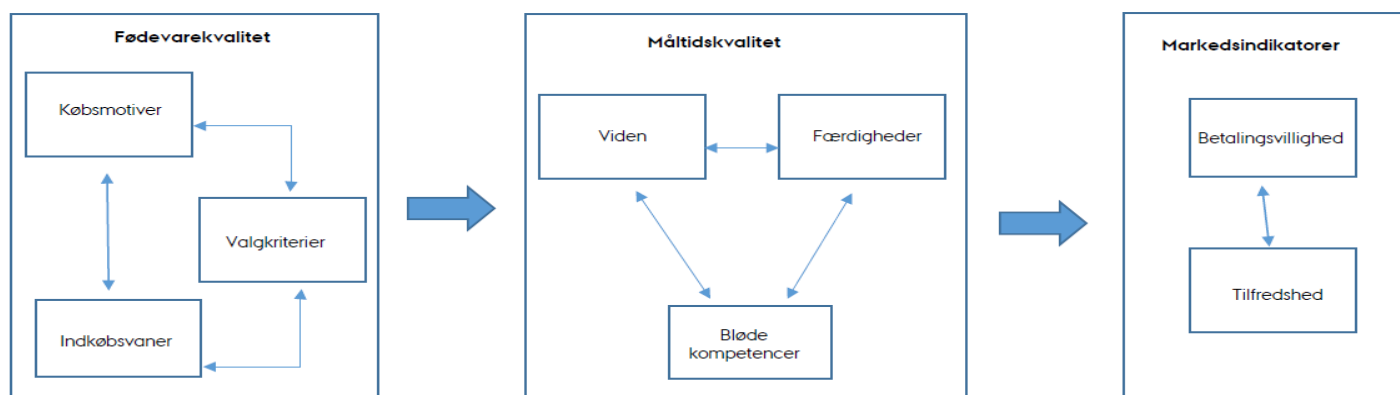 Fødevarekvalitet
Købsmotiver
Valgkriterier
Indkøbsvaner
Måltidskvalitet
Viden
Færdigheder
Bløde
kompetencer
Markedsindikatorer
Betalingsvillighed
Tilfredshed